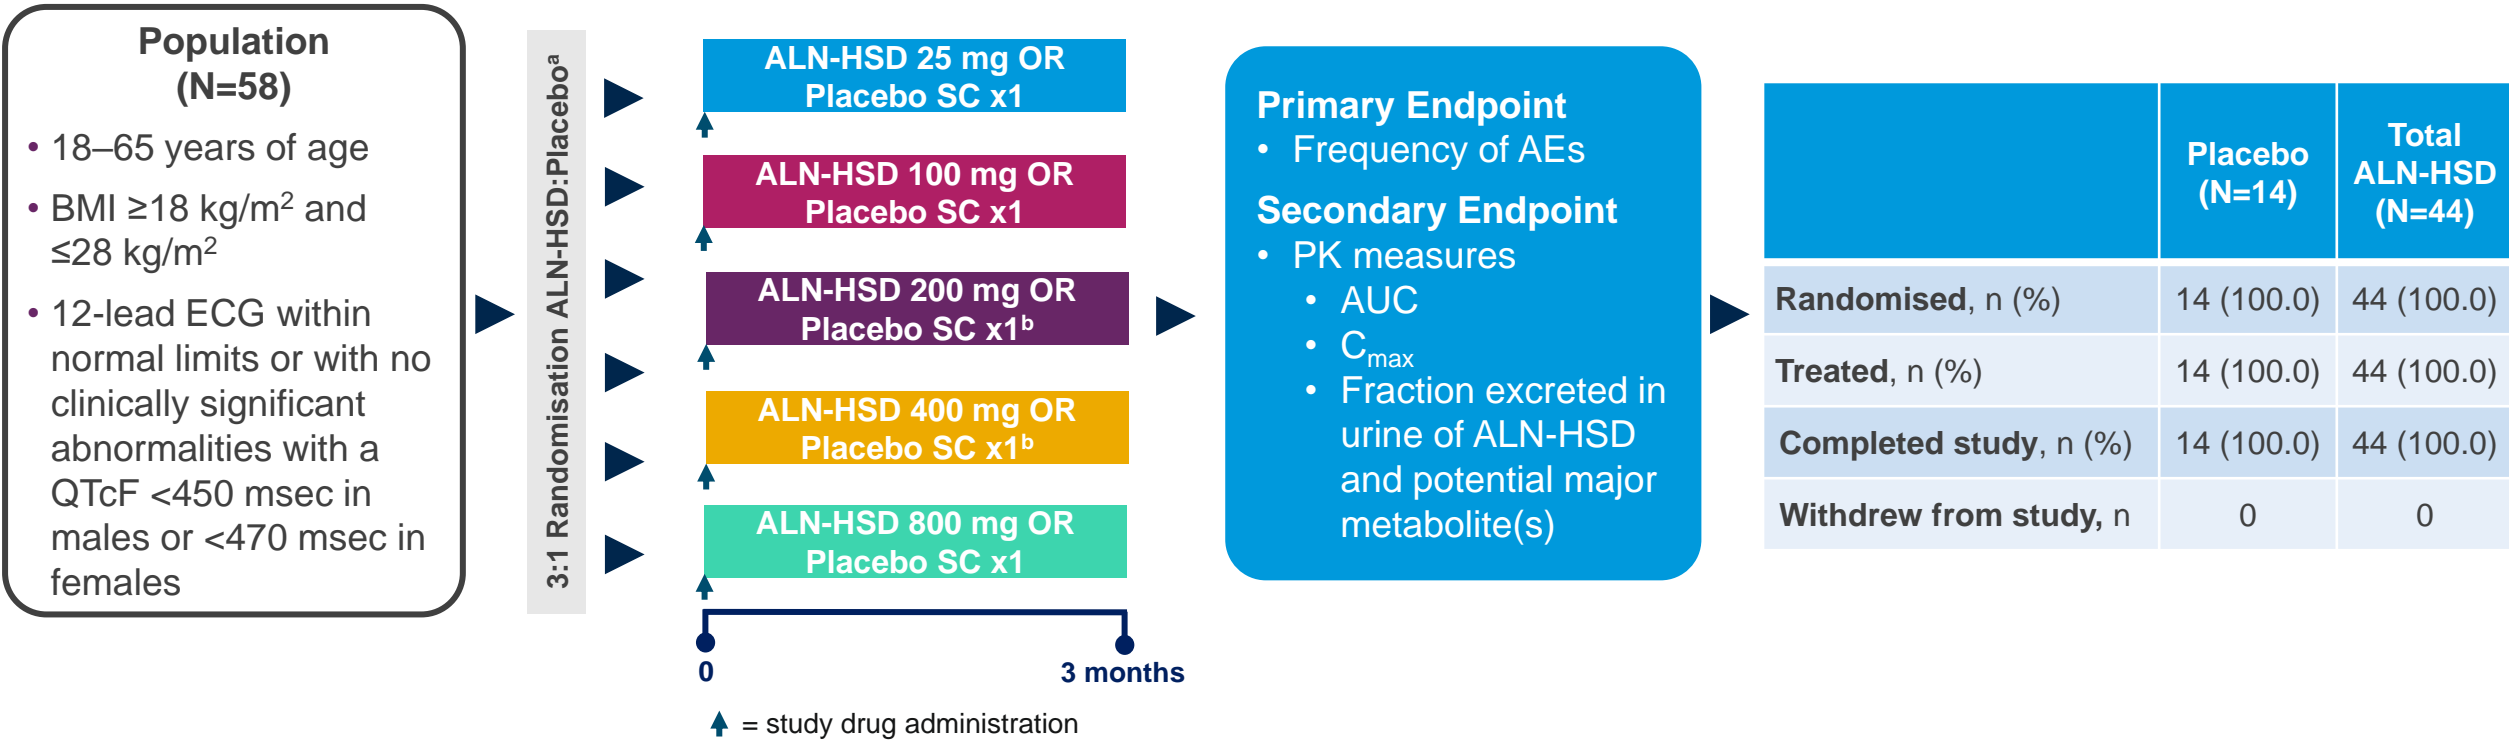 Population
(N=58)
• 18–65 years of age
• BMI ≥18 kg/m² and
≤28 kg/m²
• 12-lead ECG within
normal limits or with no
clinically significant
abnormalities with a
QTcF <450 msec in
males or <470 msec in
females
3:1 Randomisation ALN-HSD:Placeboᵃ
ALN-HSD 25 mg OR
Placebo SC x1
ALN-HSD 100 mg OR
Placebo SC x1
ALN-HSD 200 mg OR
Placebo SC x1ᵇ
ALN-HSD 400 mg OR
Placebo SC x1ᵇ
ALN-HSD 800 mg OR
Placebo SC x1
0 3 months
= study drug administration
Primary Endpoint
• Frequency of AEs
Secondary Endpoint
• PK measures
• AUC
• Cmax
• Fraction excreted in
urine of ALN-HSD
and potential major
metabolite(s)
Placebo
(N=14)
Total
ALN-HSD
(N=44)
Randomised, n (%) 14 (100.0) 44 (100.0)
Treated, n (%) 14 (100.0) 44 (100.0)
Completed study, n (%) 14 (100.0) 44 (100.0)
Withdrew from study, n 0 0